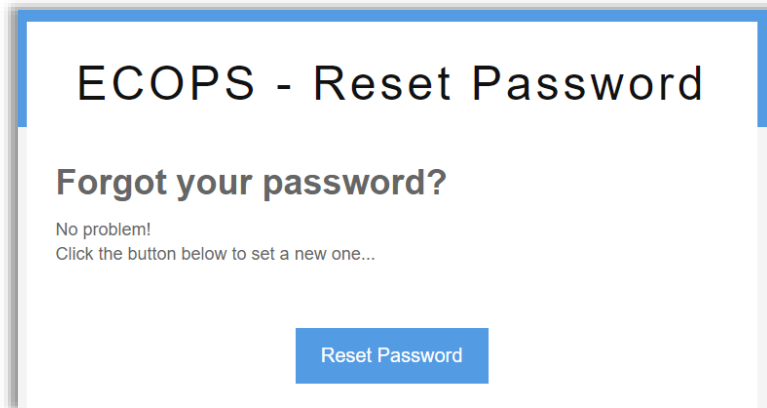 ECOPS - Reset Password
Forgot your password?
No problem!
Click the button below to set a new one...
Reset Password